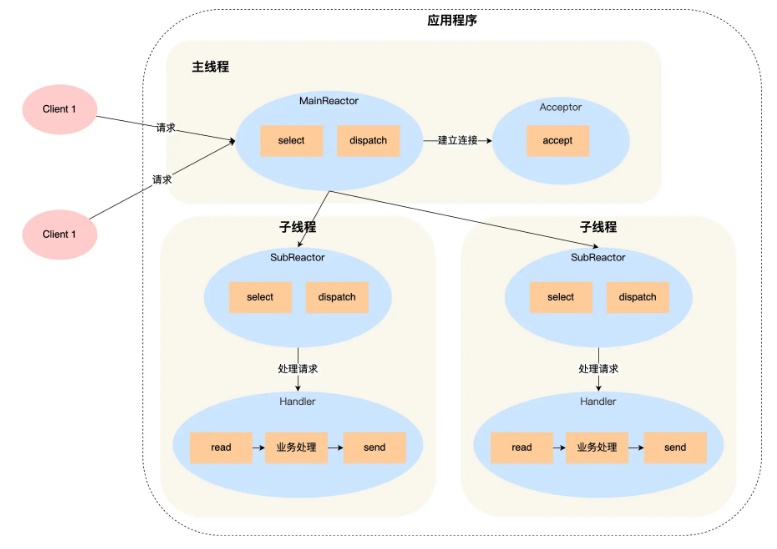 应用程序
主线程
Client 1
MainReactor
select
dispatch
请求
建立连接
Acceptor
accept
请求
Client 1
子线程
SubReactor
select
dispatch
处理请求
Handler
read
业务处理
send
子线程
SubReactor
select
dispatch
处理请求
Handler
read
业务处理
send